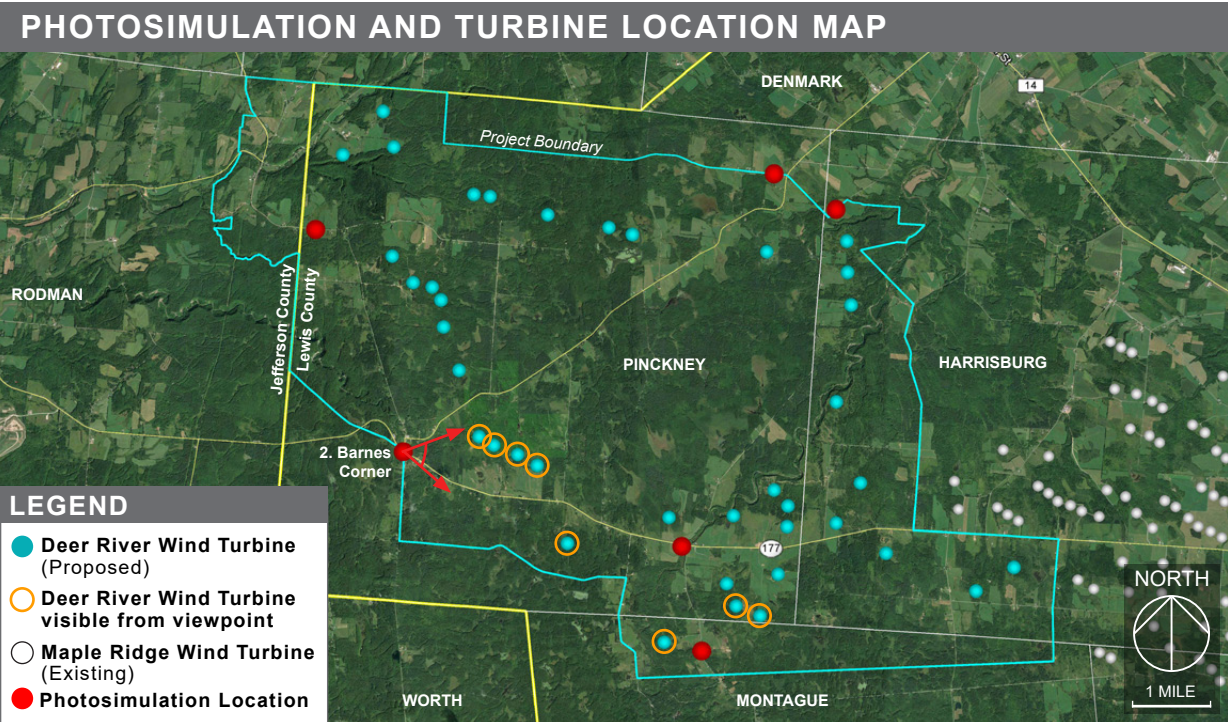 PHOTOSIMULATION AND TURBINE LOCATION MAP
DENMARK
St
14
Project Boundary
RODMAN
Jefferson County
Lewis County
PINCKNEY
HARRISBURG
2. Barnes
Corner
177
WORTH
MONTAGUE
LEGEND
Deer River Wind Turbine
(Proposed)
Deer River Wind Turbine
visible from viewpoint
Maple Ridge Wind Turbine
(Existing)
Photosimulation Location
NORTH
1 MILE